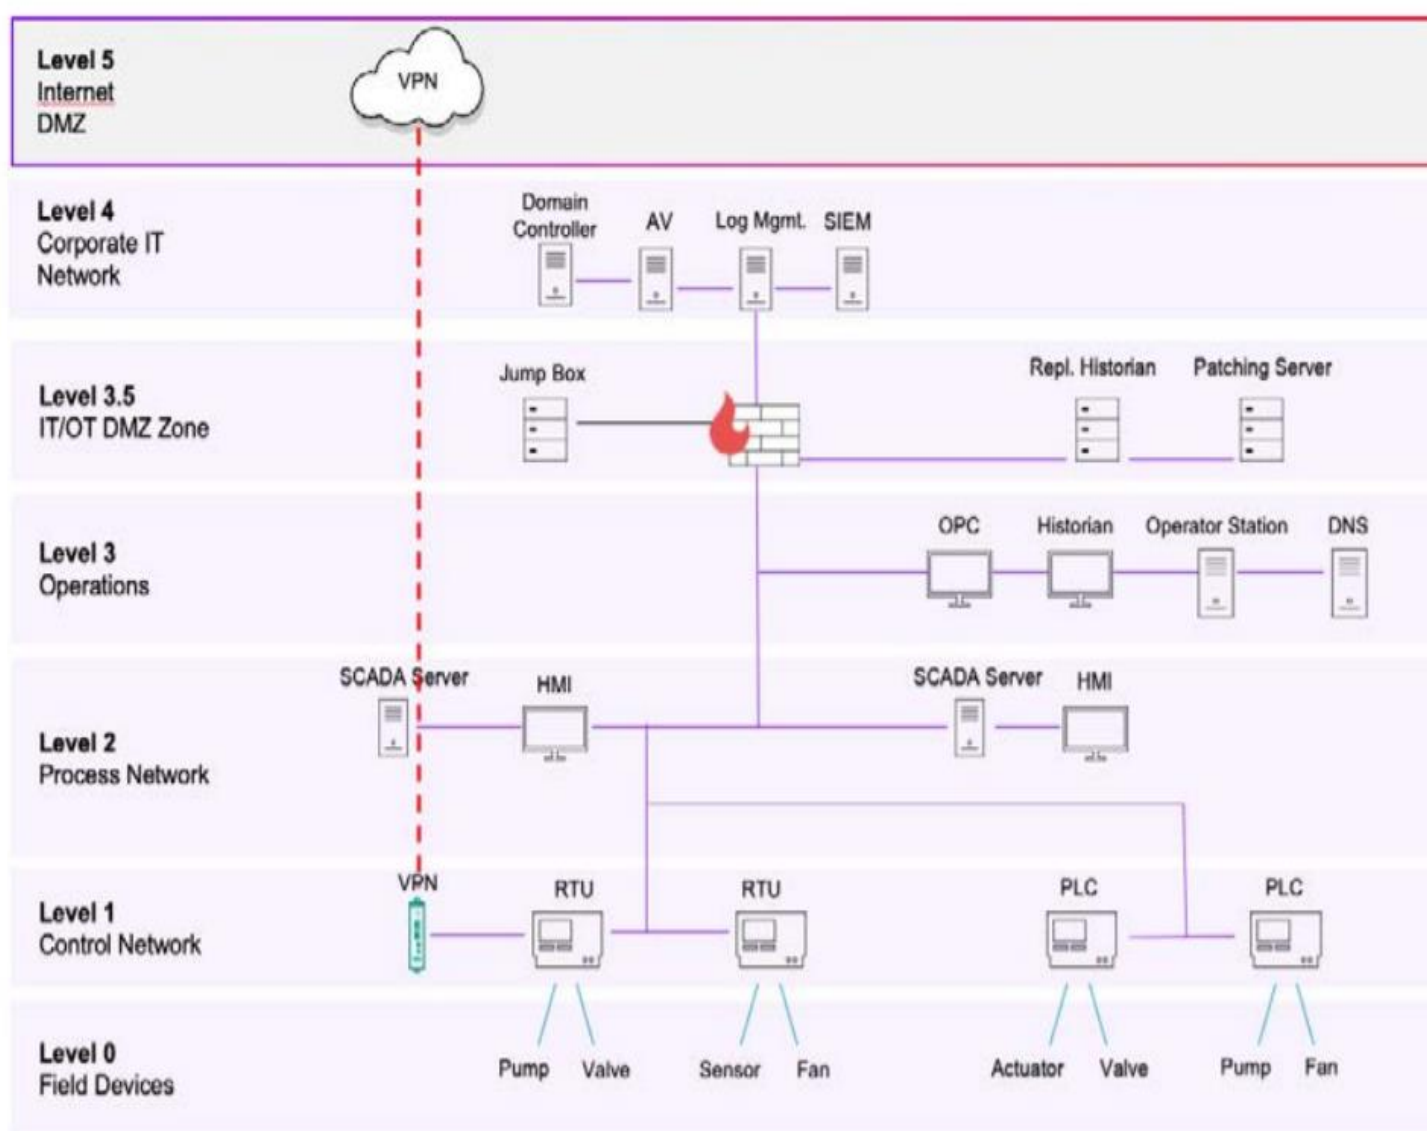 Level 5
Internet
DMZ
VPN
Level 4
Corporate IT
Network
Domain
Controller
AV
Log Mgmt.
SIEM
Level 3.5
IT/OT DMZ Zone
Jump Box
Repl. Historian
Patching Server
Level 3
Operations
OPC
Historian
Operator Station
DNS
Level 2
Process Network
SCADA Server
HMI
SCADA Server
HMI
Level 1
Control Network
VPN
RTU
RTU
PLC
PLC
Level 0
Field Devices
Pump
Valve
Sensor
Fan
Actuator
Valve
Pump
Fan